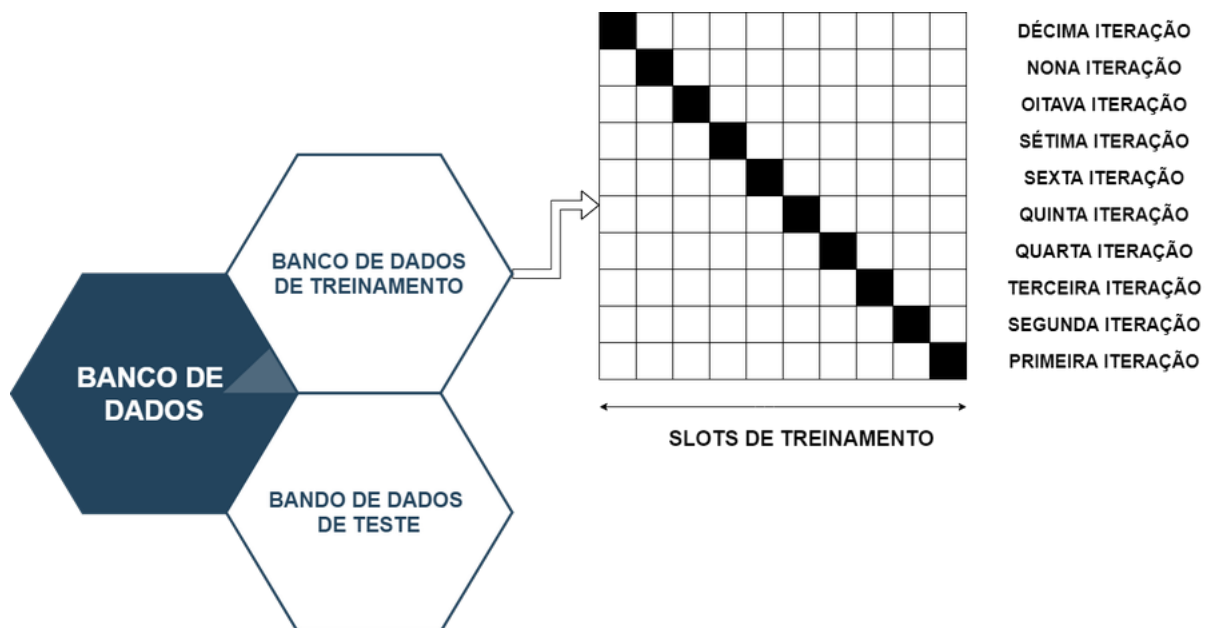 BANCO DE
DADOS
BANCO DE DADOS
DE TREINAMENTO
BANDO DE DADOS
DE TESTE
DÉCIMA ITERAÇÃO
NONA ITERAÇÃO
OITAVA ITERAÇÃO
SÉTIMA ITERAÇÃO
SEXTA ITERAÇÃO
QUINTA ITERAÇÃO
QUARTA ITERAÇÃO
TERCEIRA ITERAÇÃO
SEGUNDA ITERAÇÃO
PRIMEIRA ITERAÇÃO
SLOTS DE TREINAMENTO